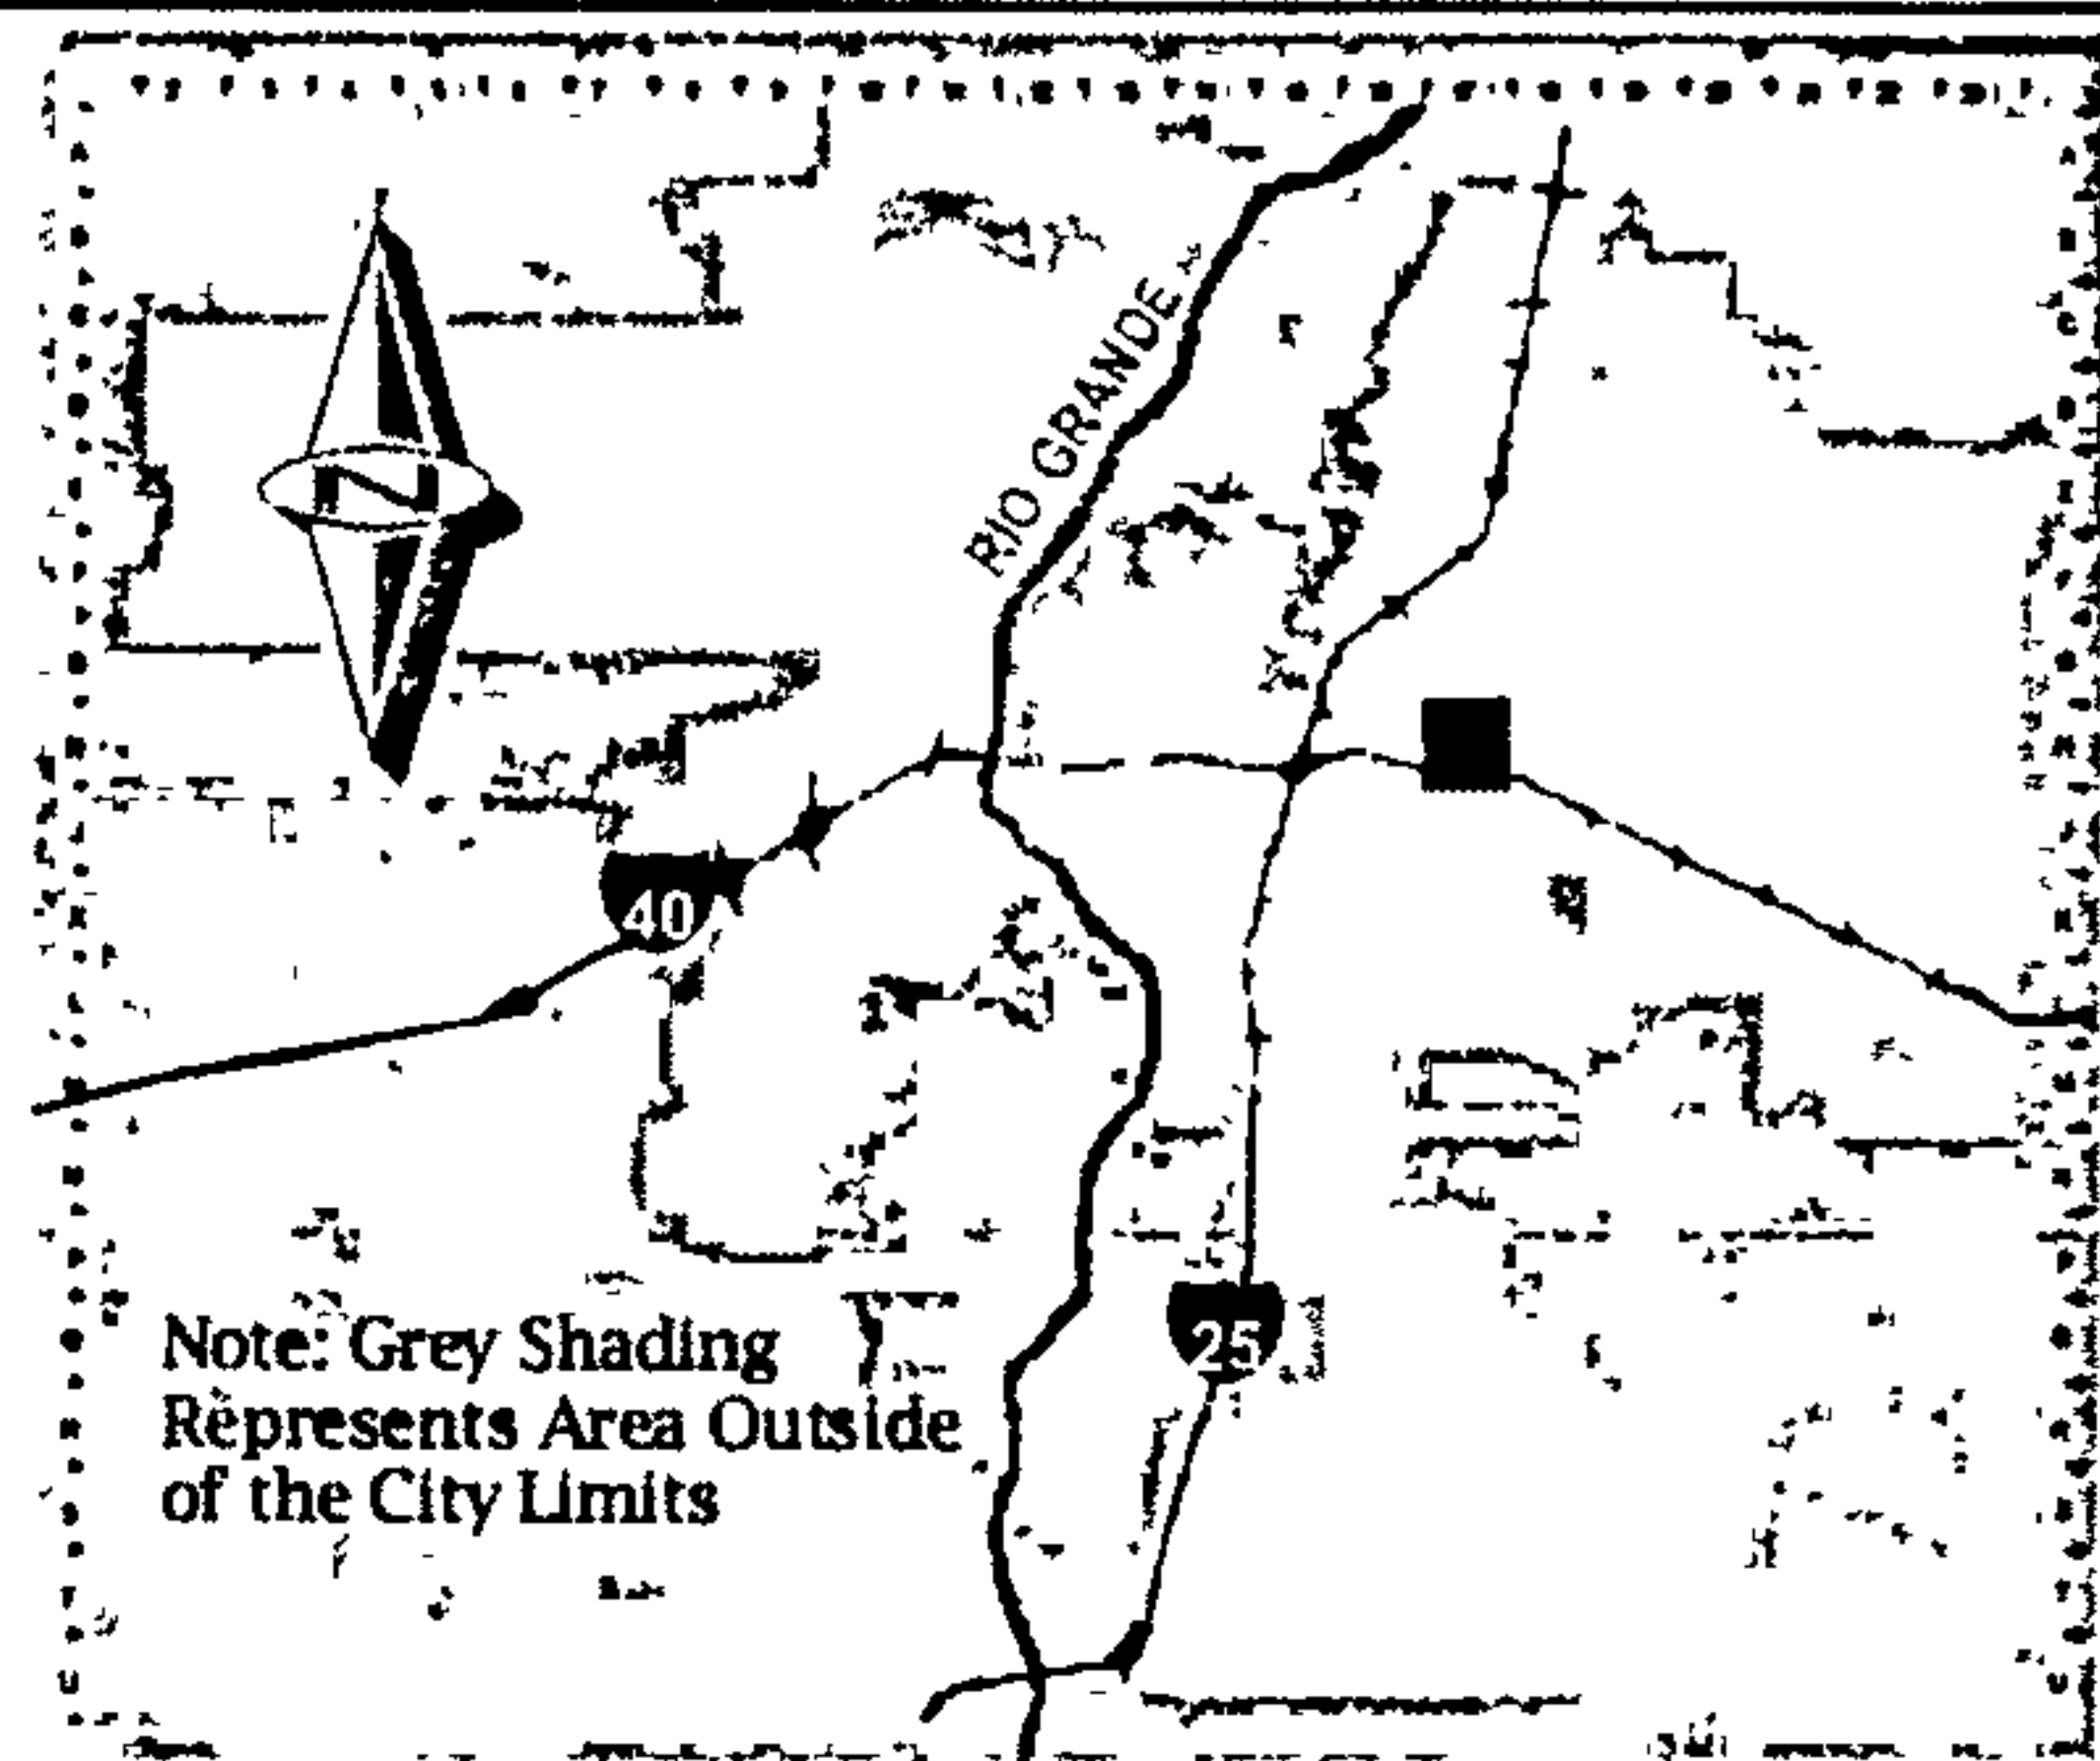 N
RIO GRANDE
40
25
Note: Grey Shading
Represents Area Outside
of the City Limits